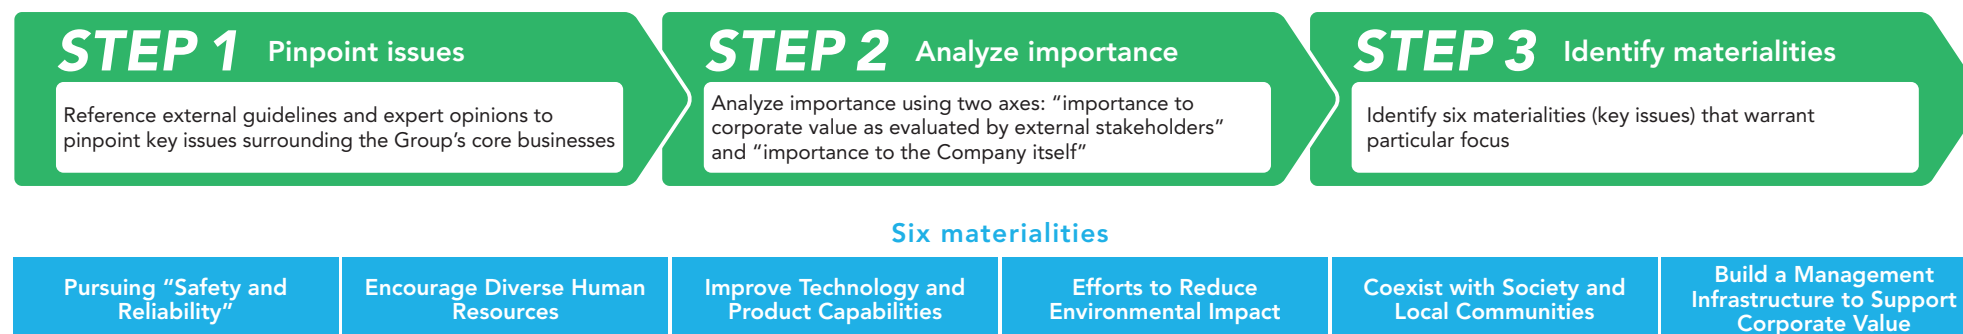 STEP 1 Pinpoint issues
Reference external guidelines and expert opinions to
pinpoint key issues surrounding the Group’s core businesses
STEP 2 Analyze importance
Analyze importance using two axes: “importance to
corporate value as evaluated by external stakeholders”
and “importance to the Company itself”
STEP 3 Identify materialities
Identify six materialities (key issues) that warrant
particular focus
Six materialities
Pursuing “Safety and
Reliability”
Encourage Diverse Human
Resources
Improve Technology and
Product Capabilities
Efforts to Reduce
Environmental Impact
Coexist with Society and
Local Communities
Build a Management
Infrastructure to Support
Corporate Value